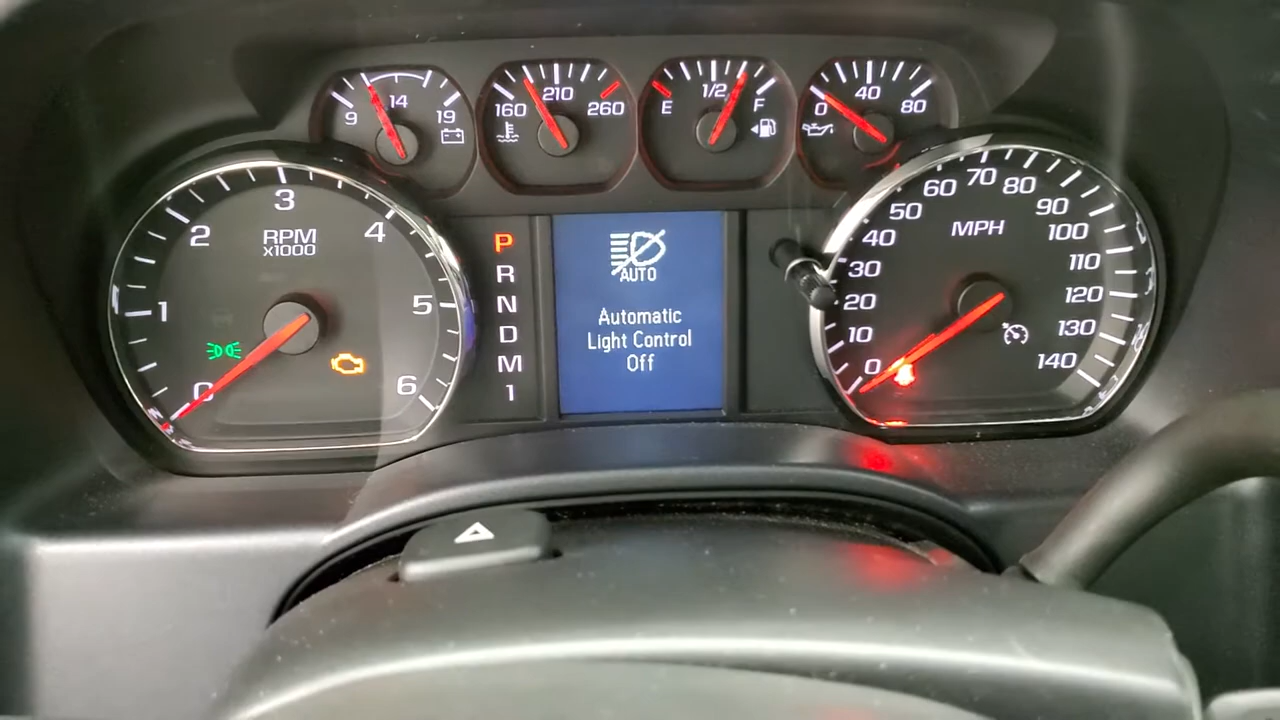 9 14 19
160 210 260
E 1/2 F
0 40 80
0 1 2 3 4 5 6
RPM
X1000
P
R
N
D
M
1
AUTO
Automatic
Light Control
Off
MPH
0 10 20 30 40 50 60 70 80 90 100 110 120 130 140